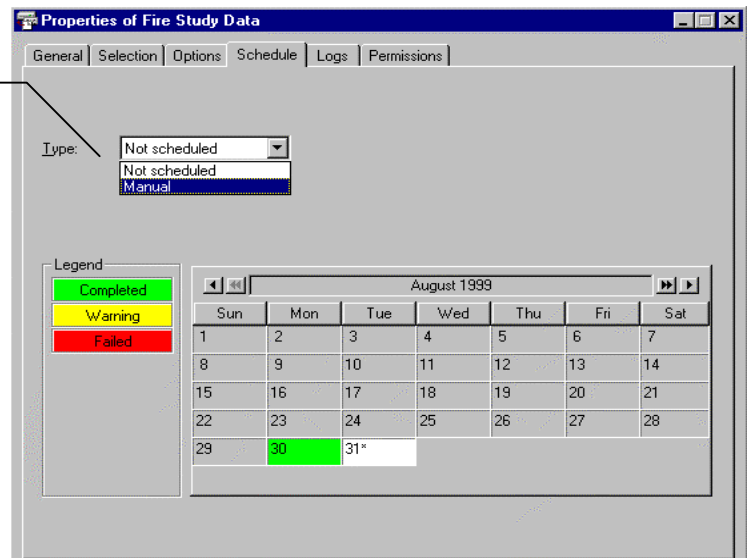 Properties of Fire Study Data
General Selection Options Schedule Logs Permissions
Type: Not scheduled
Not scheduled
Manual
Legend
Completed
Warning
Failed
August 1999
Sun Mon Tue Wed Thu Fri Sat
1 2 3 4 5 6 7
8 9 10 11 12 13 14
15 16 17 18 19 20 21
22 23 24 25 26 27 28
29 30 31*